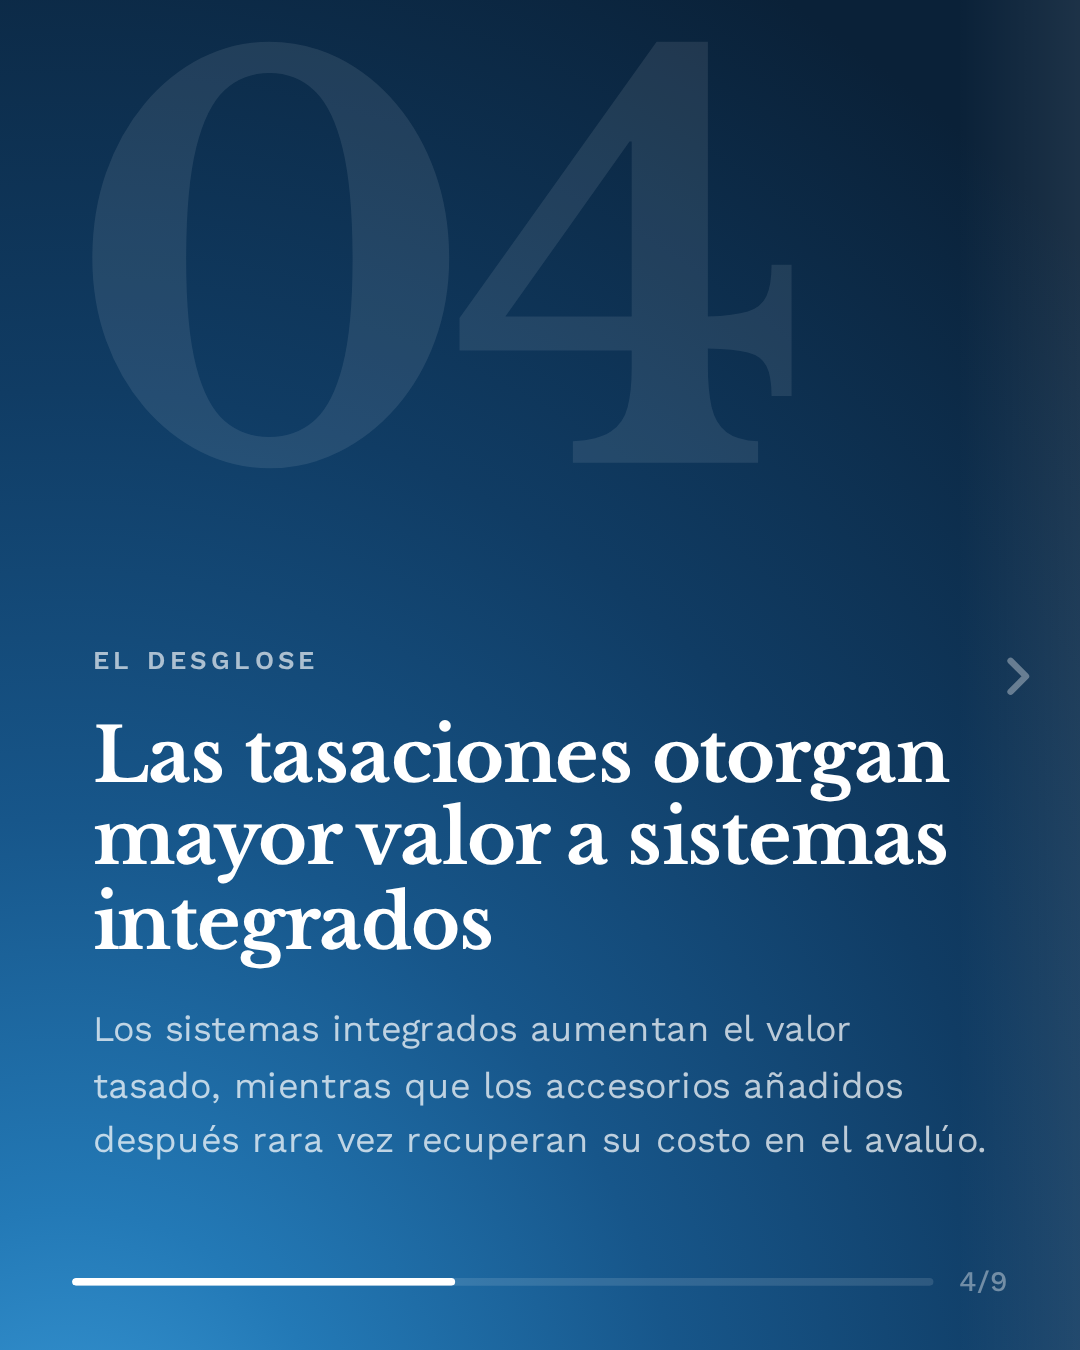 04
EL DESGLOSE
Las tasaciones otorgan
mayor valor a sistemas
integrados
Los sistemas integrados aumentan el valor
tasado, mientras que los accesorios añadidos
después rara vez recuperan su costo en el avalúo.
4/9